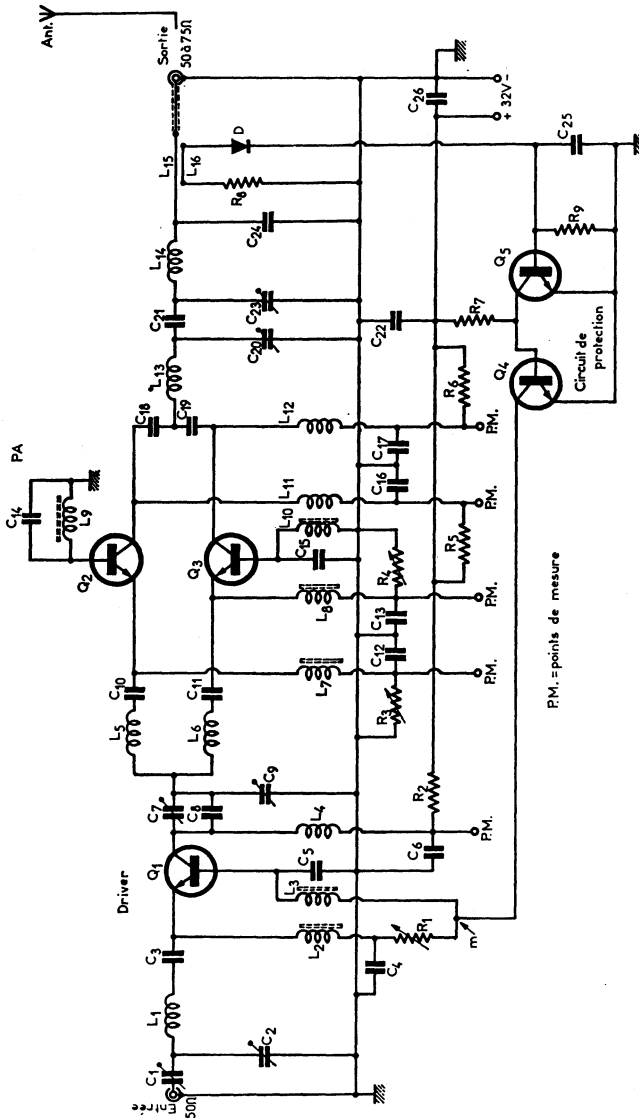 Ant.
Sortie
50 à 75Ω
L15
L16
D
R8
C24
L14
C21
C23
C20
L13
C18
C19
PA
C14
L9
Q2
Q3
L12
L11
L10
C15
C22
C26
+ 32V -
C25
R9
Q5
R7
Q4
Circuit de
protection
R6
C17
C16
P.M.
P.M.
R5
R4
L8
C13
P.M.
C12
L7
R3
P.M.
C10
C11
L5
L6
C7
C8
C9
L4
R2
P.M.
C6
C5
Q1
Driver
L3
L2
R1
m
C4
C3
L1
C2
C1
Entrée
50Ω
P.M. = points de mesure